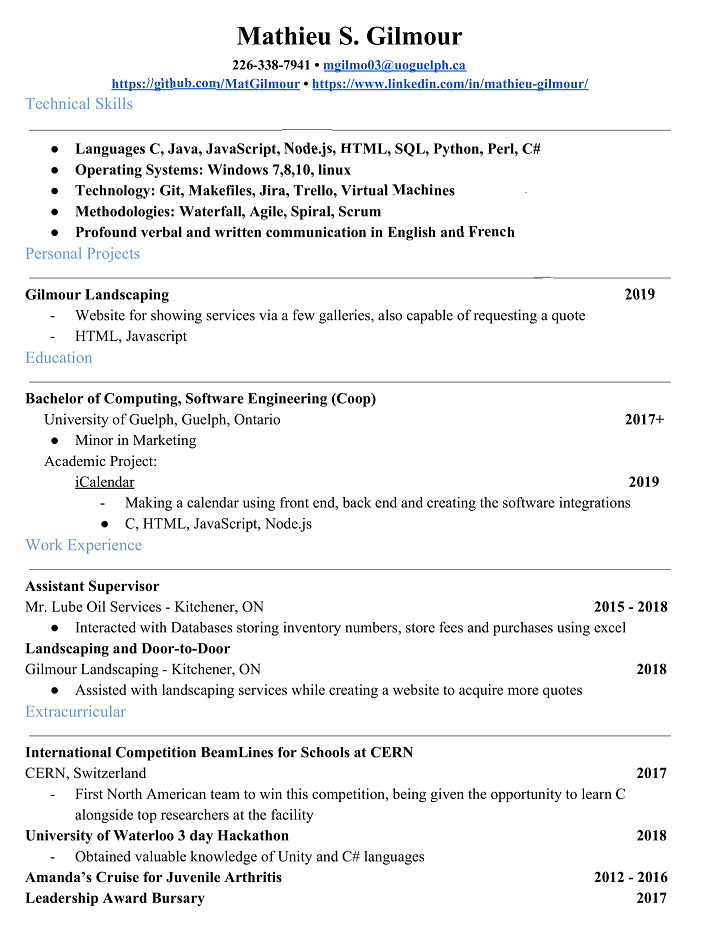 Mathieu S. Gilmour
226-338-7941 • mgilmo03@uoguelph.ca
https://github.com/MatGilmour • https://www.linkedin.com/in/mathieu-gilmour/
Technical Skills
● Languages C, Java, JavaScript, Node.js, HTML, SQL, Python, Perl, C#
● Operating Systems: Windows 7,8,10, linux
● Technology: Git, Makefiles, Jira, Trello, Virtual Machines
● Methodologies: Waterfall, Agile, Spiral, Scrum
● Profound verbal and written communication in English and French
Personal Projects
Gilmour Landscaping 2019
- Website for showing services via a few galleries, also capable of requesting a quote
- HTML, Javascript
Education
Bachelor of Computing, Software Engineering (Coop)
University of Guelph, Guelph, Ontario 2017+
● Minor in Marketing
Academic Project:
iCalendar 2019
- Making a calendar using front end, back end and creating the software integrations
● C, HTML, JavaScript, Node.js
Work Experience
Assistant Supervisor
Mr. Lube Oil Services - Kitchener, ON 2015 - 2018
● Interacted with Databases storing inventory numbers, store fees and purchases using excel
Landscaping and Door-to-Door
Gilmour Landscaping - Kitchener, ON 2018
● Assisted with landscaping services while creating a website to acquire more quotes
Extracurricular
International Competition BeamLines for Schools at CERN
CERN, Switzerland 2017
- First North American team to win this competition, being given the opportunity to learn C
alongside top researchers at the facility
University of Waterloo 3 day Hackathon 2018
- Obtained valuable knowledge of Unity and C# languages
Amanda's Cruise for Juvenile Arthritis 2012 - 2016
Leadership Award Bursary 2017